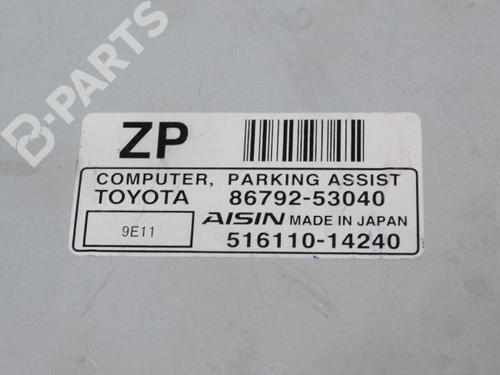 B-PARTS
ZP
COMPUTER, PARKING ASSIST
TOYOTA 86792-53040
9E11 AISIN MADE IN JAPAN
516110-14240